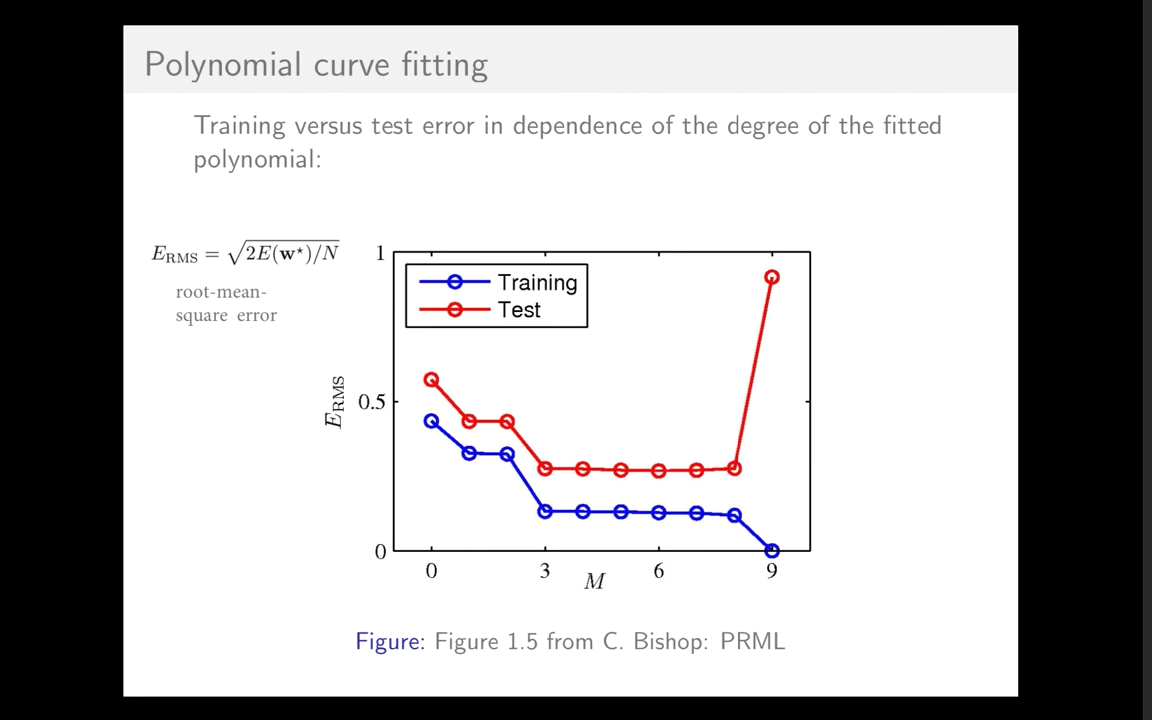 Polynomial curve fitting
Training versus test error in dependence of the degree of the fitted
polynomial:
E_RMS = √2E(w⋆)/N
root-mean-
square error
1
Training
Test
0.5
E_RMS
0
0 3 6 9
M
Figure: Figure 1.5 from C. Bishop: PRML